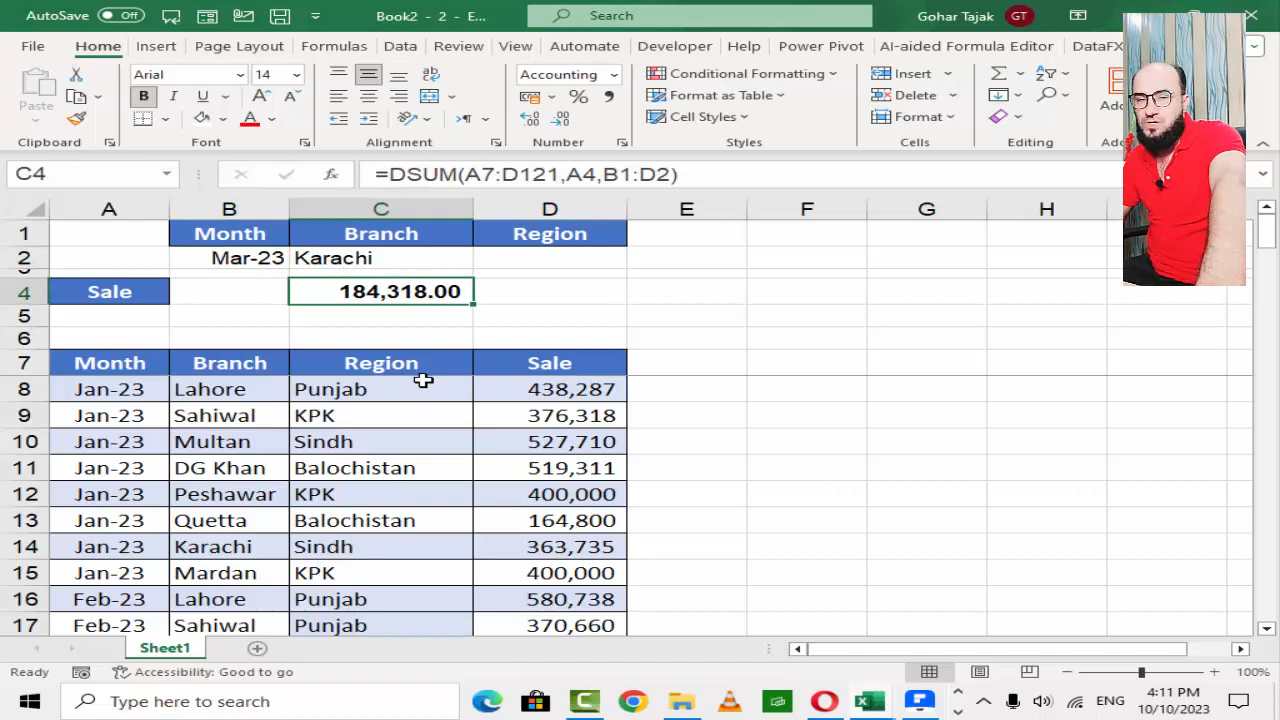 AutoSave Off Book2 - 2 - E... Search Gohar Tajak GT
File Home Insert Page Layout Formulas Data Review View Automate Developer Help Power Pivot AI-aided Formula Editor DataFX
Paste Arial 14 Accounting Conditional Formatting Insert
B I U A A Format as Table Delete
Cell Styles Format
Clipboard Font Alignment Number Styles Cells Editing
C4 fx =DSUM(A7:D121,A4,B1:D2)
A B C D E F G H
1 Month Branch Region
2 Mar-23 Karachi
3
4 Sale 184,318.00
5
6
7 Month Branch Region Sale
8 Jan-23 Lahore Punjab 438,287
9 Jan-23 Sahiwal KPK 376,318
10 Jan-23 Multan Sindh 527,710
11 Jan-23 DG Khan Balochistan 519,311
12 Jan-23 Peshawar KPK 400,000
13 Jan-23 Quetta Balochistan 164,800
14 Jan-23 Karachi Sindh 363,735
15 Jan-23 Mardan KPK 400,000
16 Feb-23 Lahore Punjab 580,738
17 Feb-23 Sahiwal Punjab 370,660
Sheet1
Ready Accessibility: Good to go 100%
Type here to search ENG 4:11 PM
10/10/2023